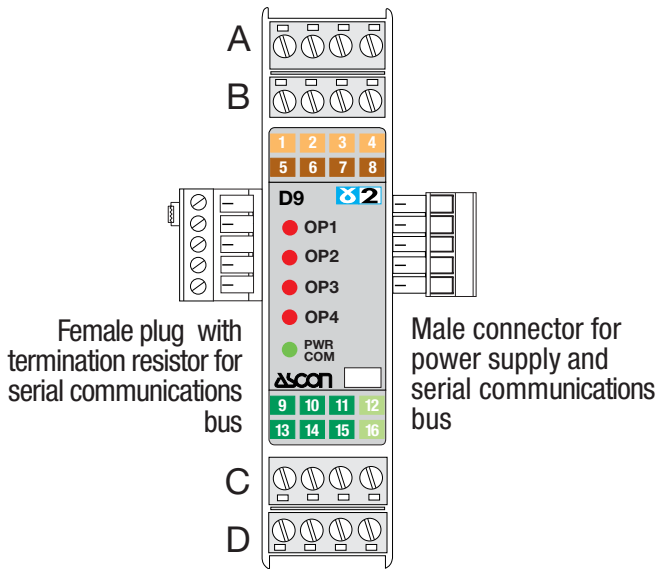 A
B
1 2 3 4
5 6 7 8
D9 2
OP1
OP2
OP3
OP4
PWR
COM
ascon
9 10 11 12
13 14 15 16
Female plug with
termination resistor for
serial communications
bus
Male connector for
power supply and
serial communications
bus
C
D